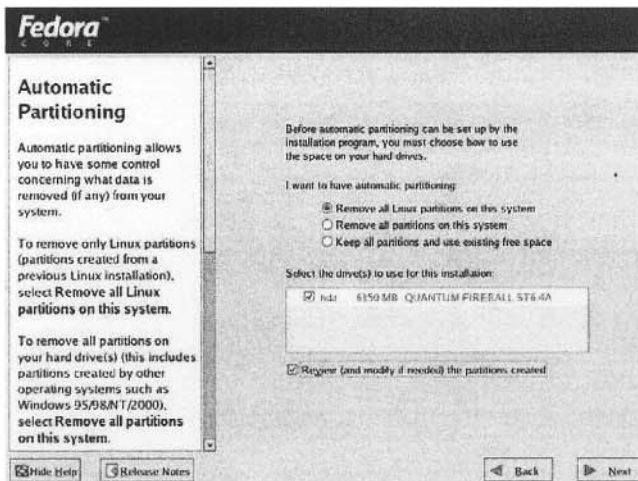 Fedora™
CORE
Automatic
Partitioning
Automatic partitioning allows
you to have some control
concerning what data is
removed (if any) from your
system.
To remove only Linux partitions
(partitions created from a
previous Linux installation),
select Remove all Linux
partitions on this system.
To remove all partitions on
your hard drive(s) (this includes
partitions created by other
operating systems such as
Windows 95/98/NT/2000),
select Remove all partitions
on this system.
Before automatic partitioning can be set up by the
installation program, you must choose how to use
the space on your hard drives.
I want to have automatic partitioning:
Remove all Linux partitions on this system
Remove all partitions on this system
Keep all partitions and use existing free space
Select the drive(s) to use for this installation:
hda 6150 MB QUANTUM FIREBALL ST6.4A
Review (and modify if needed) the partitions created
Hide Help
Release Notes
Back
Next